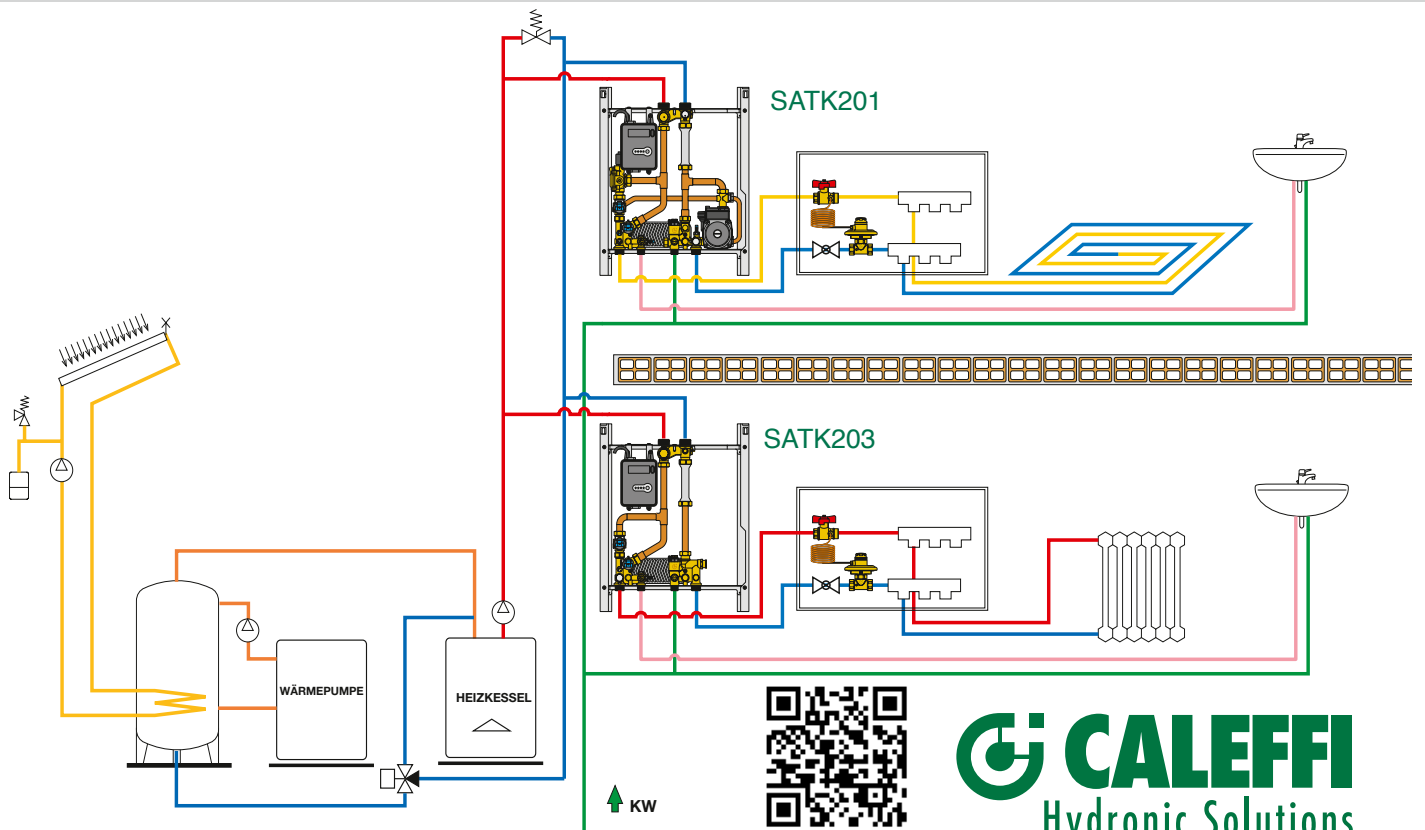 SATK201
SATK203
WÄRMEPUMPE
HEIZKESSEL
KW
CALEFFI
Hydronic Solutions